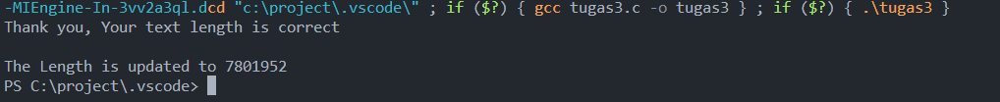 -MIEngine-In-3vv2a3ql.dcd "c:\project\.vscode\" ; if ($?) { gcc tugas3.c -o tugas3 } ; if ($?) { .\tugas3 }
Thank you, Your text length is correct
The Length is updated to 7801952
PS C:\project\.vscode>